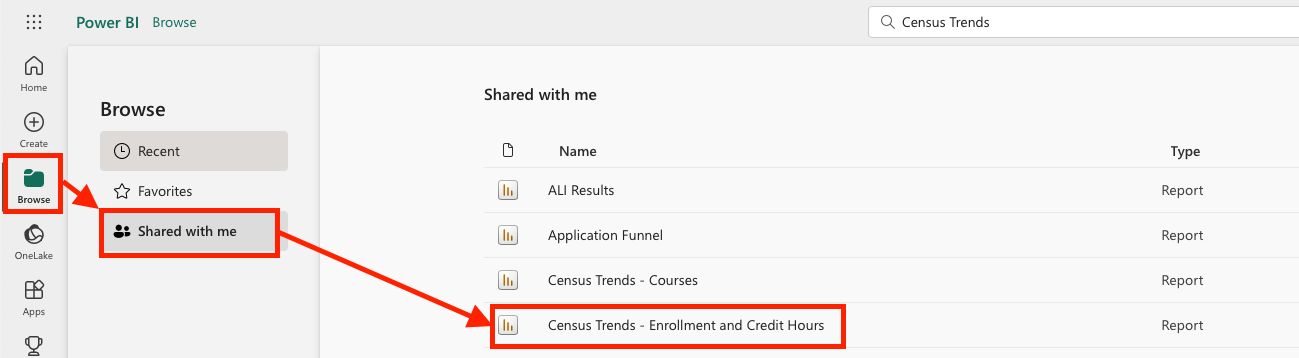 Power BI Browse
Census Trends
Home
Create
Browse
OneLake
Apps
Browse
Recent
Favorites
Shared with me
Shared with me
Name Type
ALI Results Report
Application Funnel Report
Census Trends - Courses Report
Census Trends - Enrollment and Credit Hours Report